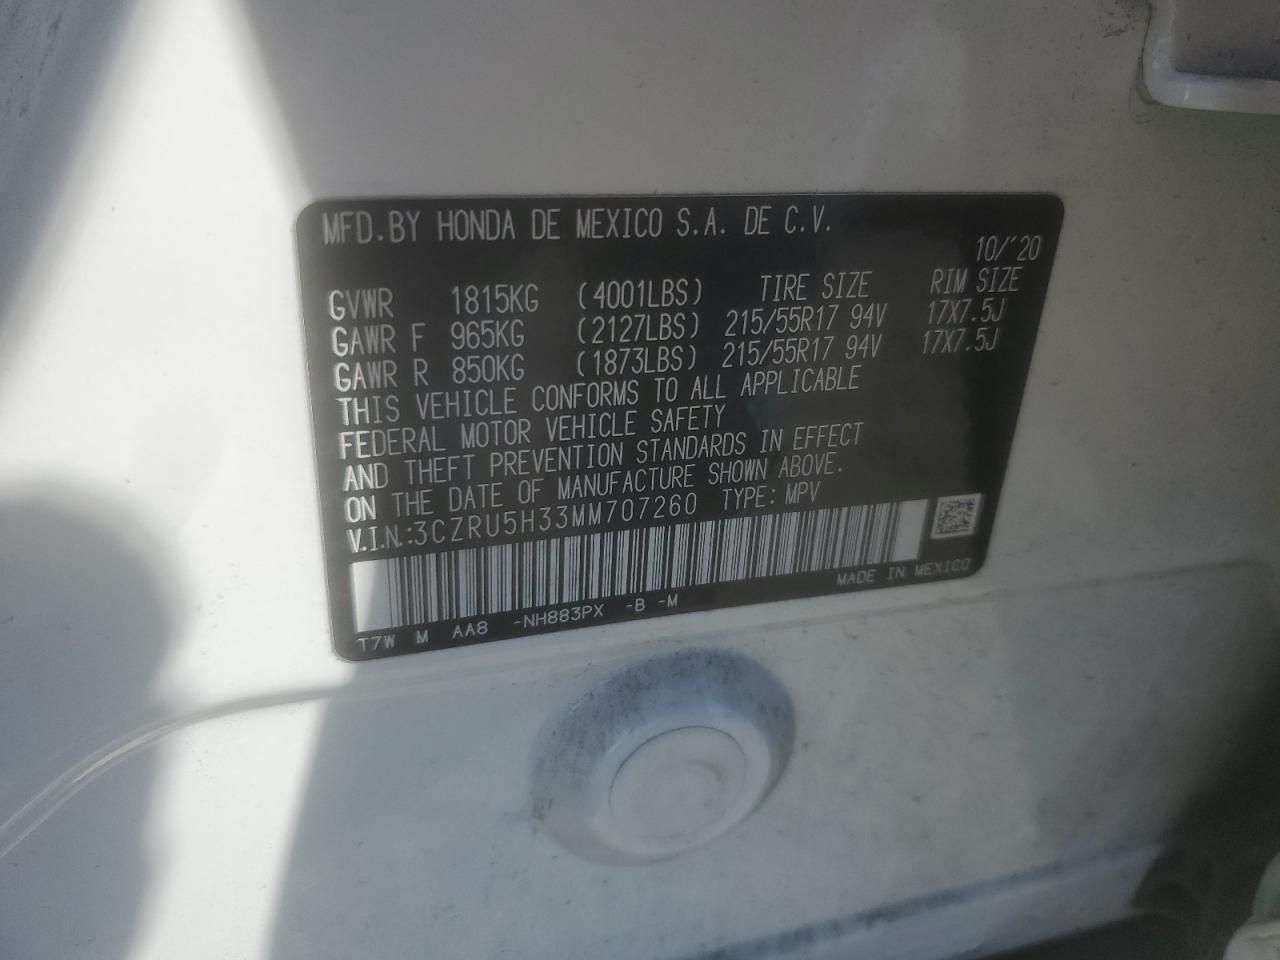 MFD.BY HONDA DE MEXICO S.A. DE C.V.
10/'20
GVWR 1815KG (4001LBS) TIRE SIZE RIM SIZE
GAWR F 965KG (2127LBS) 215/55R17 94V 17X7.5J
GAWR R 850KG (1873LBS) 215/55R17 94V 17X7.5J
THIS VEHICLE CONFORMS TO ALL APPLICABLE
FEDERAL MOTOR VEHICLE SAFETY
AND THEFT PREVENTION STANDARDS IN EFFECT
ON THE DATE OF MANUFACTURE SHOWN ABOVE.
V.I.N.:3CZRU5H33MM707260 TYPE: MPV
MADE IN MEXICO
T7W M AA8 -NH883PX -B -M